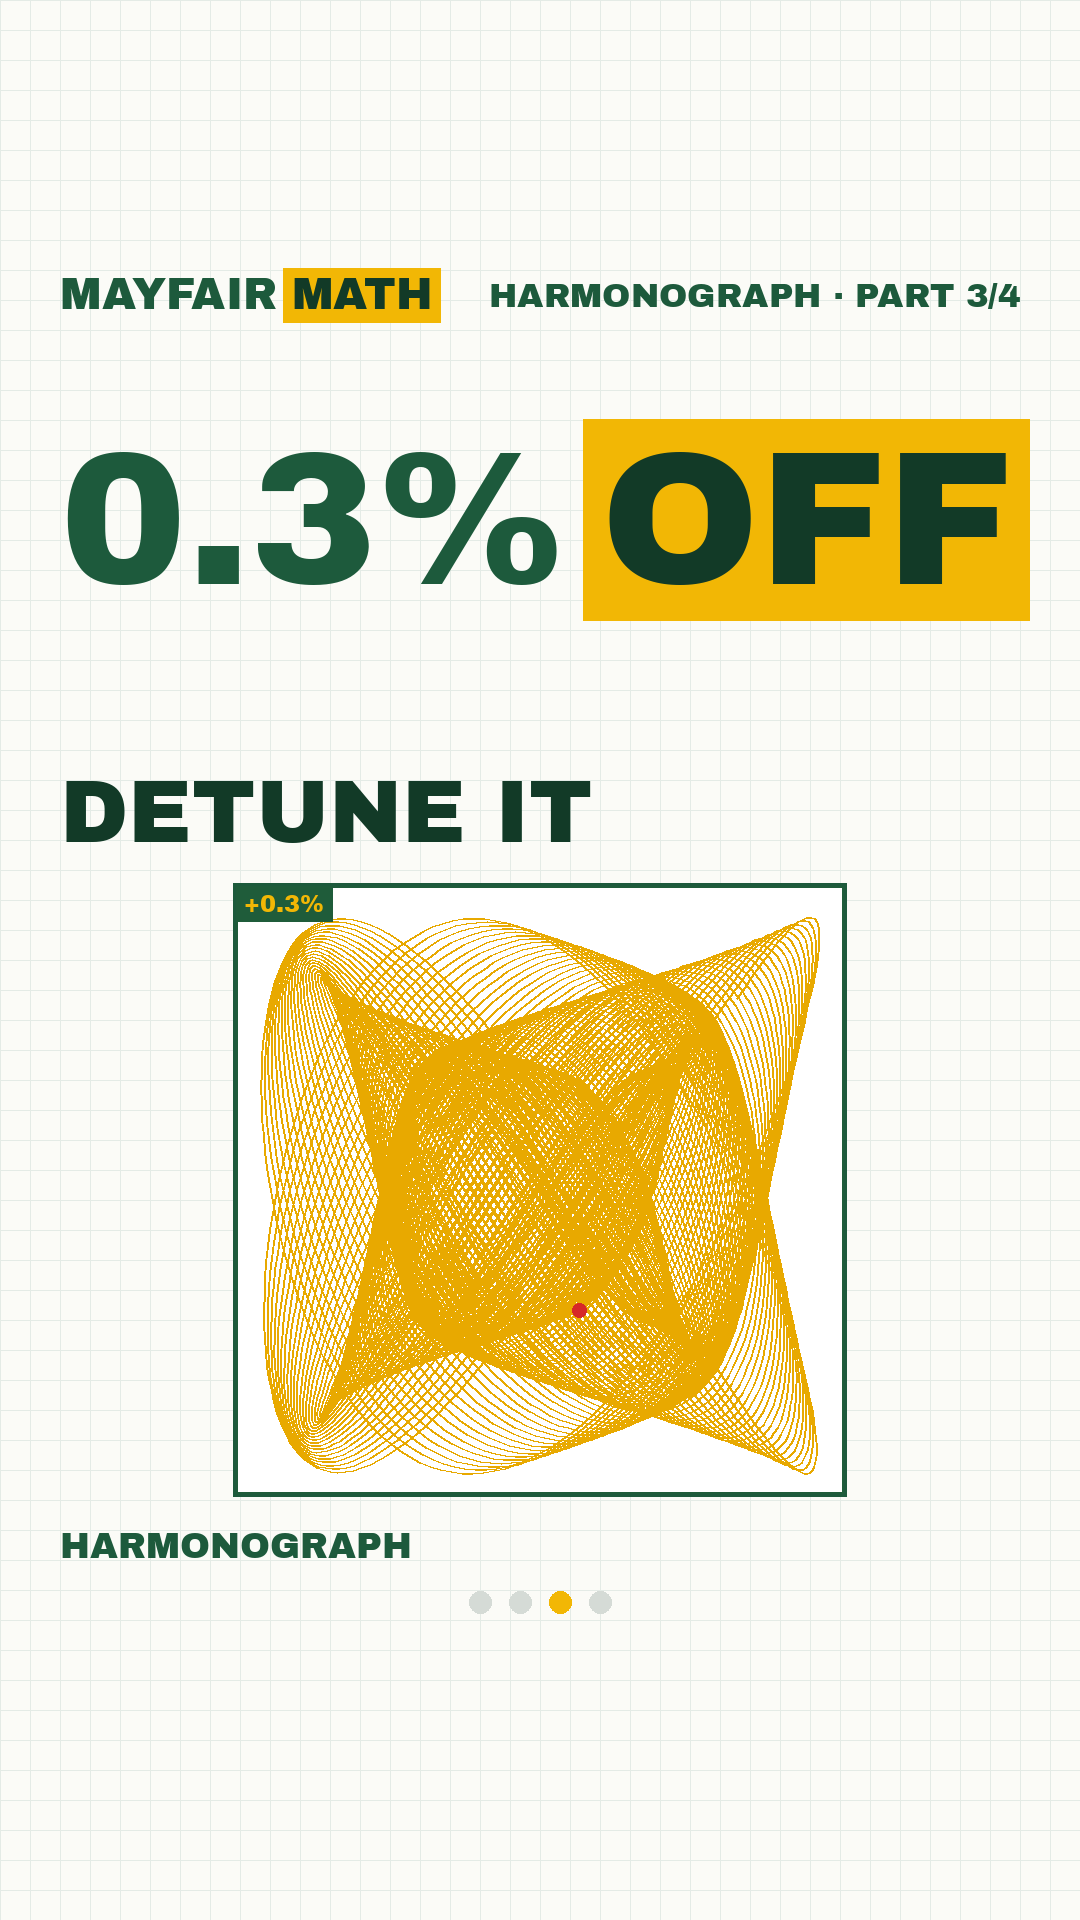 MAYFAIR MATH
HARMONOGRAPH · PART 3/4
0.3% OFF
DETUNE IT
+0.3%
HARMONOGRAPH